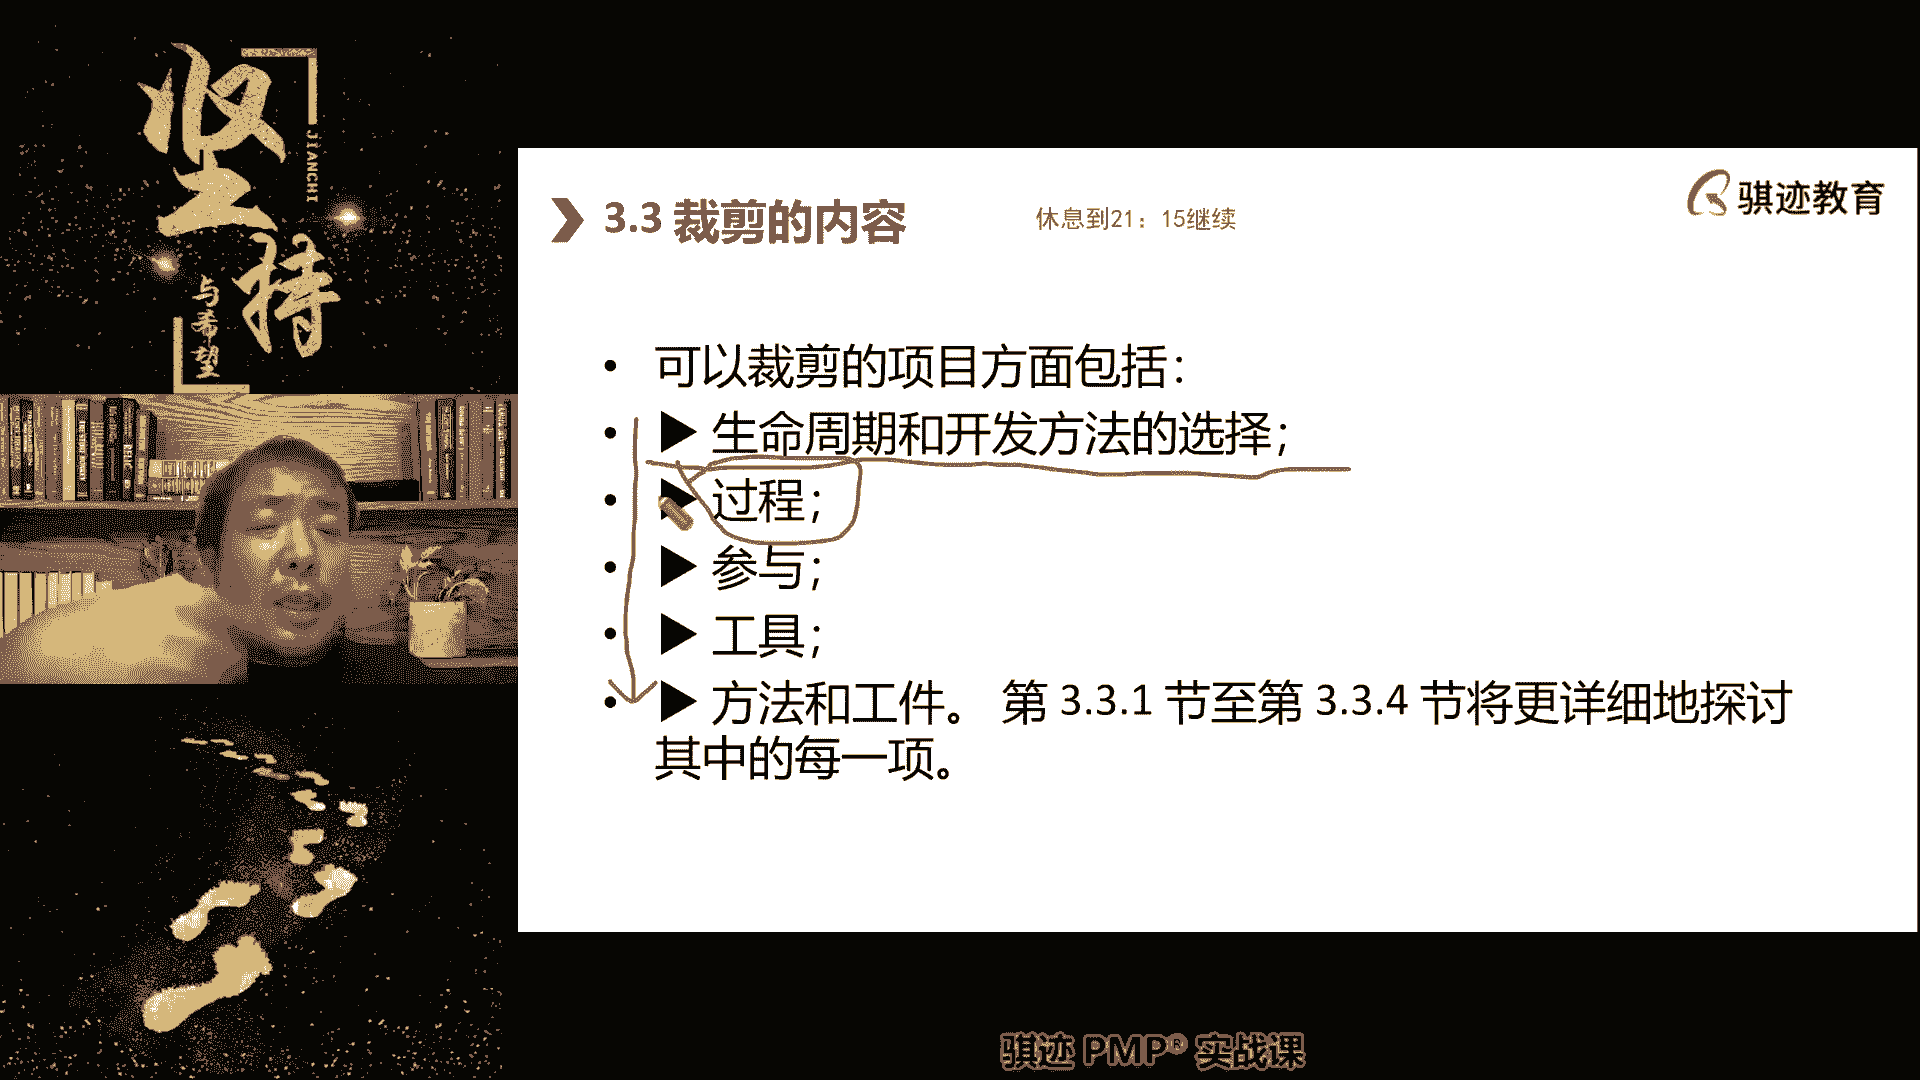 坚持
JIANCHI
与希望
骐迹教育
3.3 裁剪的内容
休息到21：15继续
• 可以裁剪的项目方面包括：
• ▶ 生命周期和开发方法的选择；
• ▶ 过程；
• ▶ 参与；
• ▶ 工具；
• ▶ 方法和工件。 第 3.3.1 节至第 3.3.4 节将更详细地探讨
其中的每一项。
骐迹 PMP® 实战课